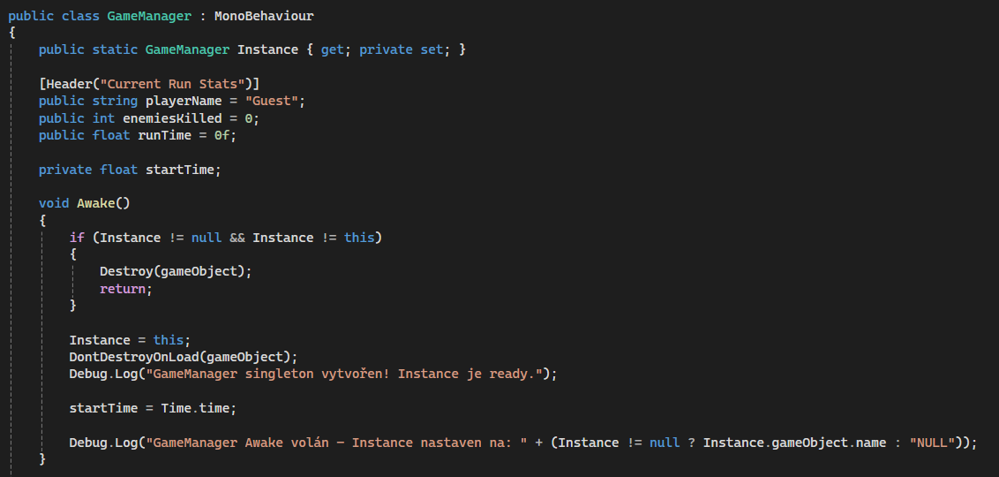 public class GameManager : MonoBehaviour
{
    public static GameManager Instance { get; private set; }

    [Header("Current Run Stats")]
    public string playerName = "Guest";
    public int enemiesKilled = 0;
    public float runTime = 0f;

    private float startTime;

    void Awake()
    {
        if (Instance != null && Instance != this)
        {
            Destroy(gameObject);
            return;
        }

        Instance = this;
        DontDestroyOnLoad(gameObject);
        Debug.Log("GameManager singleton vytvořen! Instance je ready.");

        startTime = Time.time;

        Debug.Log("GameManager Awake volán – Instance nastaven na: " + (Instance != null ? Instance.gameObject.name : "NULL"));
    }